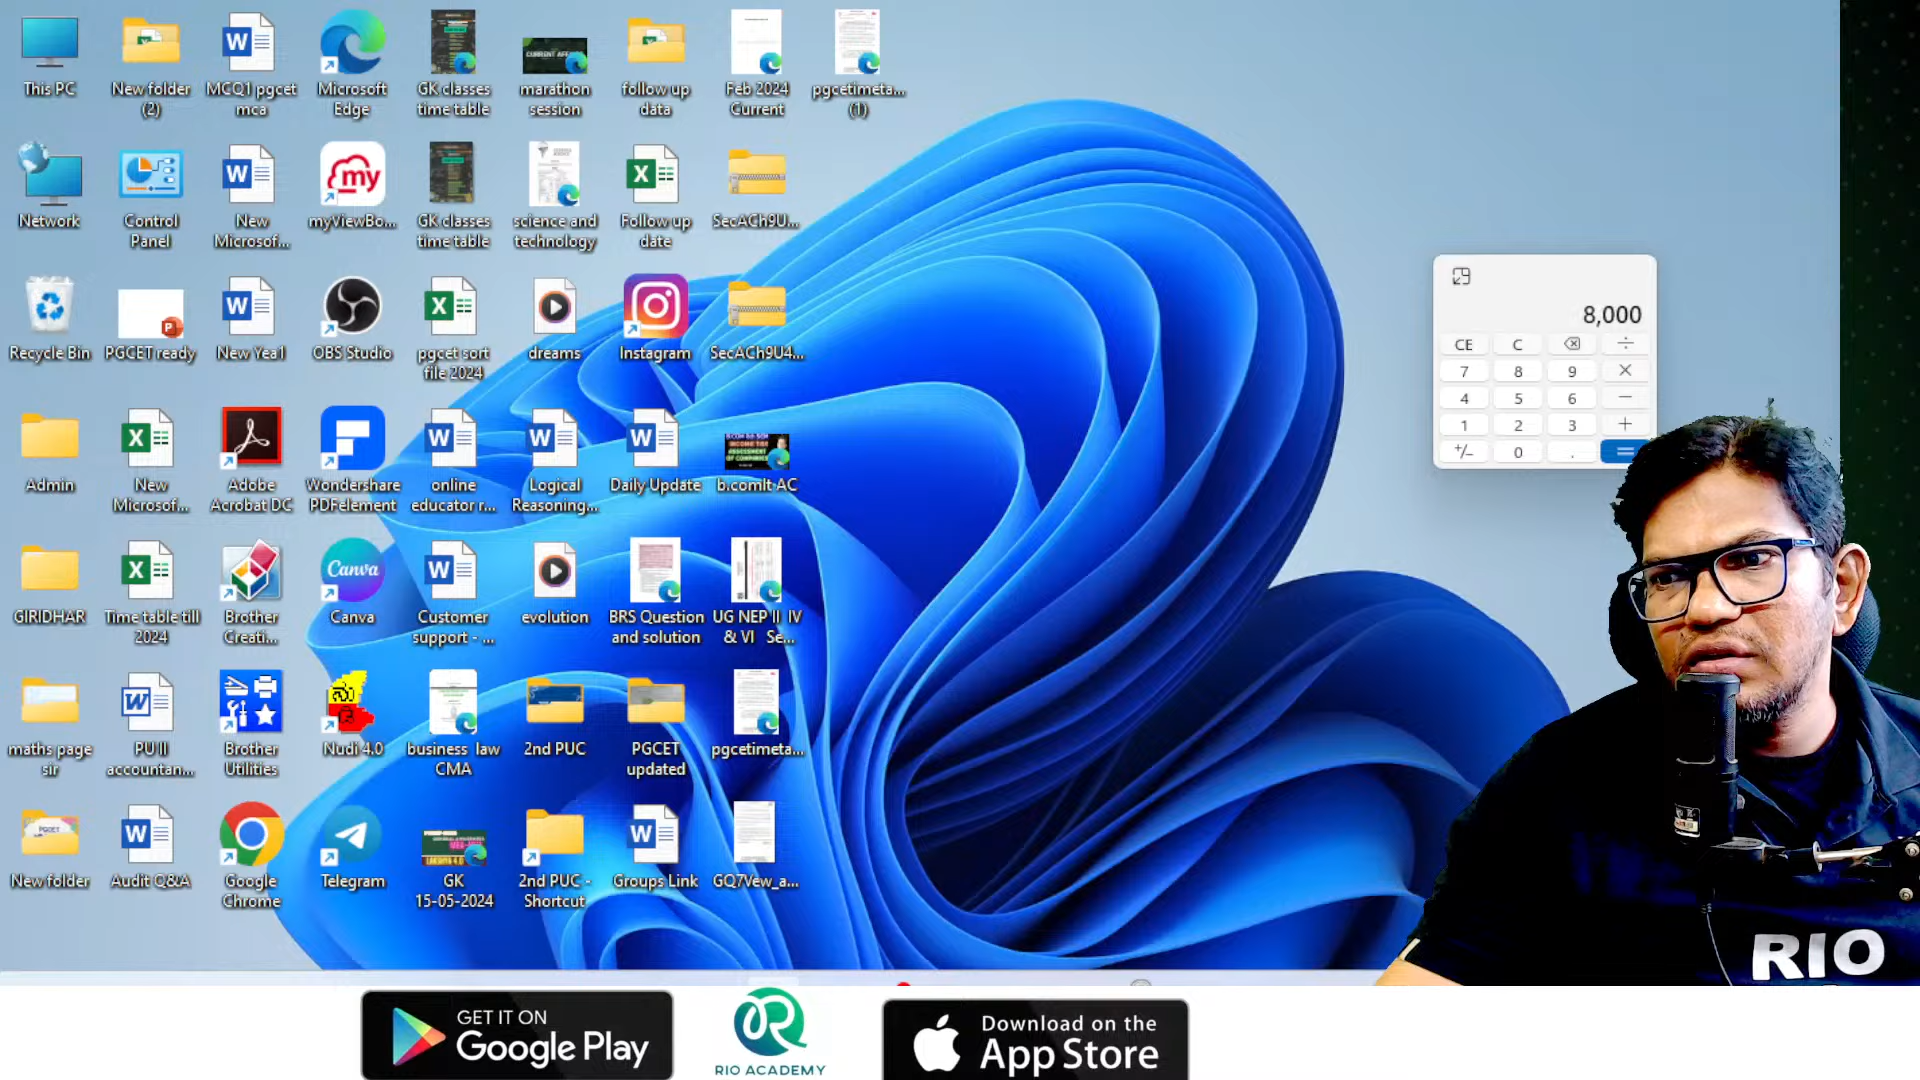 This PC
New folder (2)
MCQ1 pgcet mca
Microsoft Edge
GK classes time table
marathon session
follow up data
Feb 2024 Current
pgcetimeta... (1)
Network
Control Panel
New Microsof...
myViewBo...
GK classes time table
science and technology
Follow up date
SecACh9U...
Recycle Bin
PGCET ready
New Yea1
OBS Studio
pgcet sort file 2024
dreams
Instagram
SecACh9U4...
8,000
CE C ÷
7 8 9 ×
4 5 6 −
1 2 3 +
+/− 0 . =
Admin
New Microsof...
Adobe Acrobat DC
Wondershare PDFelement
online educator r...
Logical Reasoning...
Daily Update
b.comIt AC
GIRIDHAR
Time table till 2024
Brother Creati...
Canva
Customer support - ...
evolution
BRS Question and solution
UG NEP II IV & VI Se...
maths page sir
PU II accountan...
Brother Utilities
Nudi 4.0
business law CMA
2nd PUC
PGCET updated
pgcetimeta...
New folder
Audit Q&A
Google Chrome
Telegram
GK 15-05-2024
2nd PUC - Shortcut
Groups Link
GQ7Vew_a...
RIO
GET IT ON
Google Play
RIO ACADEMY
Download on the
App Store